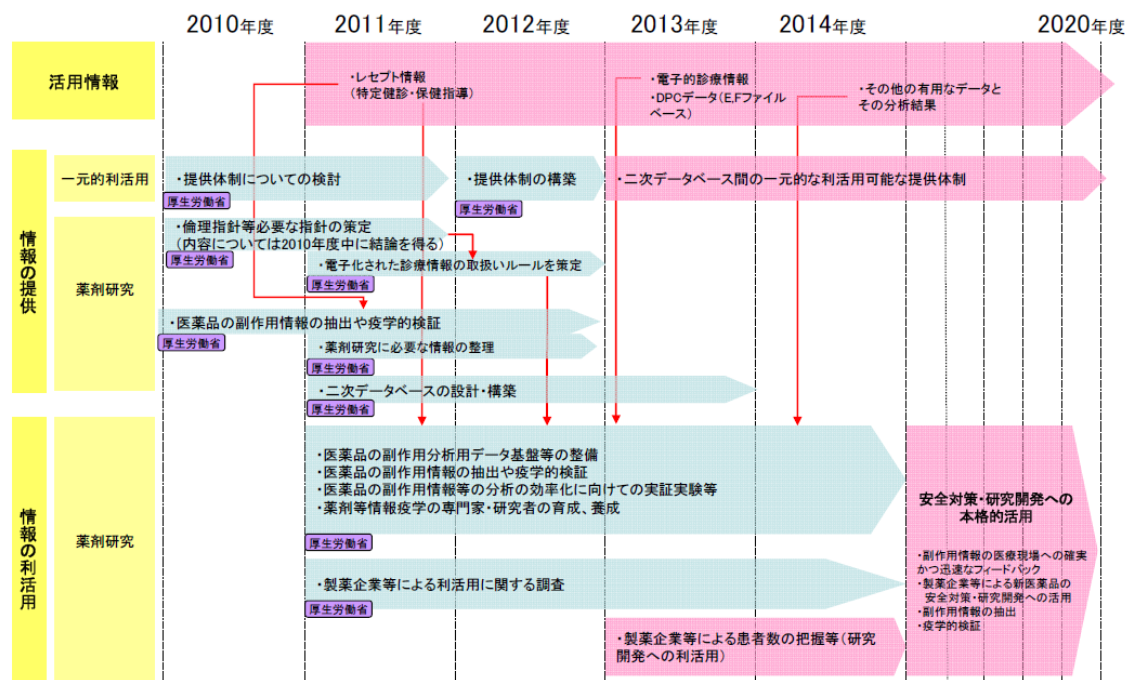 2010年度
2011年度
2012年度
2013年度
2014年度
2020年度
活用情報
・レセプト情報
(特定健診・保健指導)
・電子的診療情報
・DPCデータ(E,Fファイル
ベース)
・その他の有用なデータと
その分析結果
情報の提供
一元的利活用
・提供体制についての検討
厚生労働省
・提供体制の構築
厚生労働省
・二次データベース間の一元的な利活用可能な提供体制
薬剤研究
・倫理指針等必要な指針の策定
(内容については2010年度中に結論を得る)
厚生労働省
・電子化された診療情報の取扱いルールを策定
厚生労働省
・医薬品の副作用情報の抽出や疫学的検証
厚生労働省
・薬剤研究に必要な情報の整理
厚生労働省
・二次データベースの設計・構築
厚生労働省
情報の利活用
薬剤研究
・医薬品の副作用分析用データ基盤等の整備
・医薬品の副作用情報の抽出や疫学的検証
・医薬品の副作用情報等の分析の効率化に向けての実証実験等
・薬剤等情報疫学の専門家・研究者の育成、養成
厚生労働省
・製薬企業等による利活用に関する調査
厚生労働省
・製薬企業等による患者数の把握等(研究
開発への利活用)
安全対策・研究開発への
本格的活用
・副作用情報の医療現場への確実
かつ迅速なフィードバック
・製薬企業等による新医薬品の
安全対策・研究開発への活用
・副作用情報の抽出
・疫学的検証